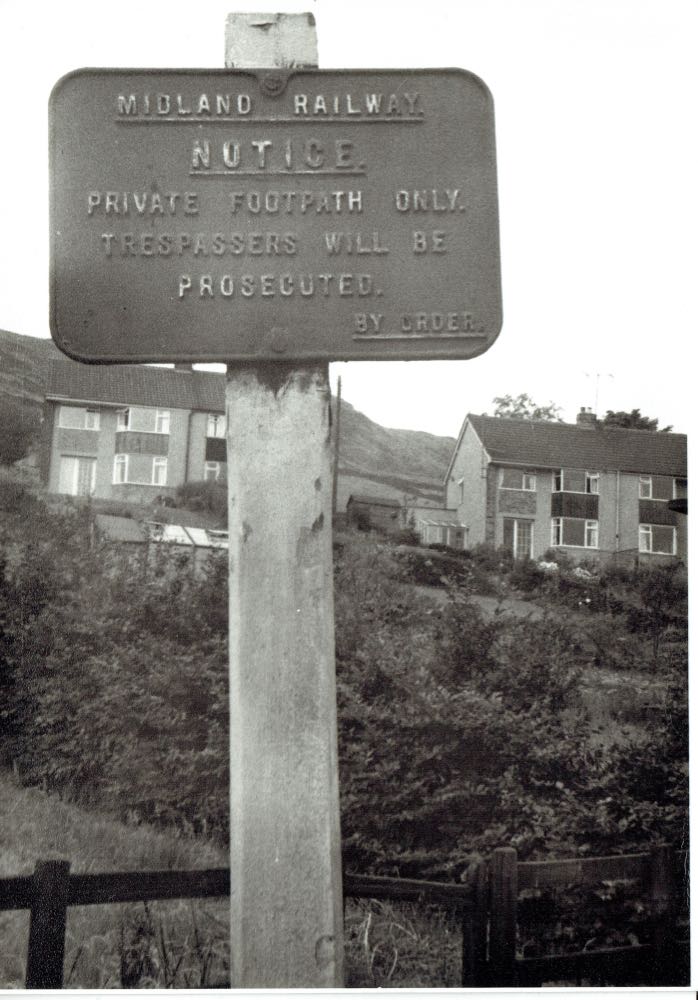 MIDLAND RAILWAY.
NOTICE.
PRIVATE FOOTPATH ONLY.
TRESPASSERS WILL BE
PROSECUTED.
BY ORDER.